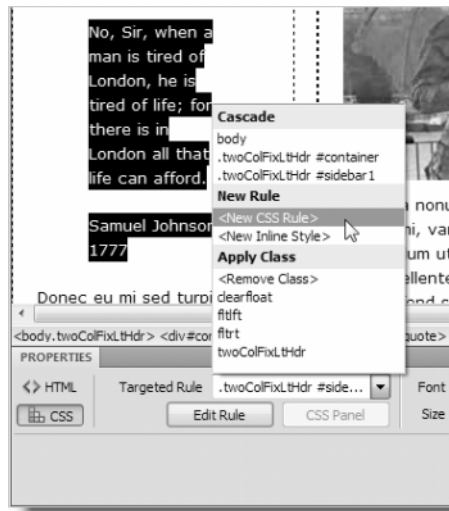 No, Sir, when a
man is tired of
London, he is
tired of life; for
there is in
London all that
life can afford.
Samuel Johnson
1777
Donec eu mi sed turpi
Cascade
body
.twoColFixLtHdr #container
.twoColFixLtHdr #sidebar1
New Rule
<New CSS Rule>
<New Inline Style>
Apply Class
<Remove Class>
clearfloat
fltlft
fltrt
twoColFixLtHdr
nonu
ni, var
um ut
ellente
<body.twoColFixLtHdr> <div#cor
quote>
PROPERTIES
<> HTML Targeted Rule .twoColFixLtHdr #side... Font
CSS Edit Rule CSS Panel Size